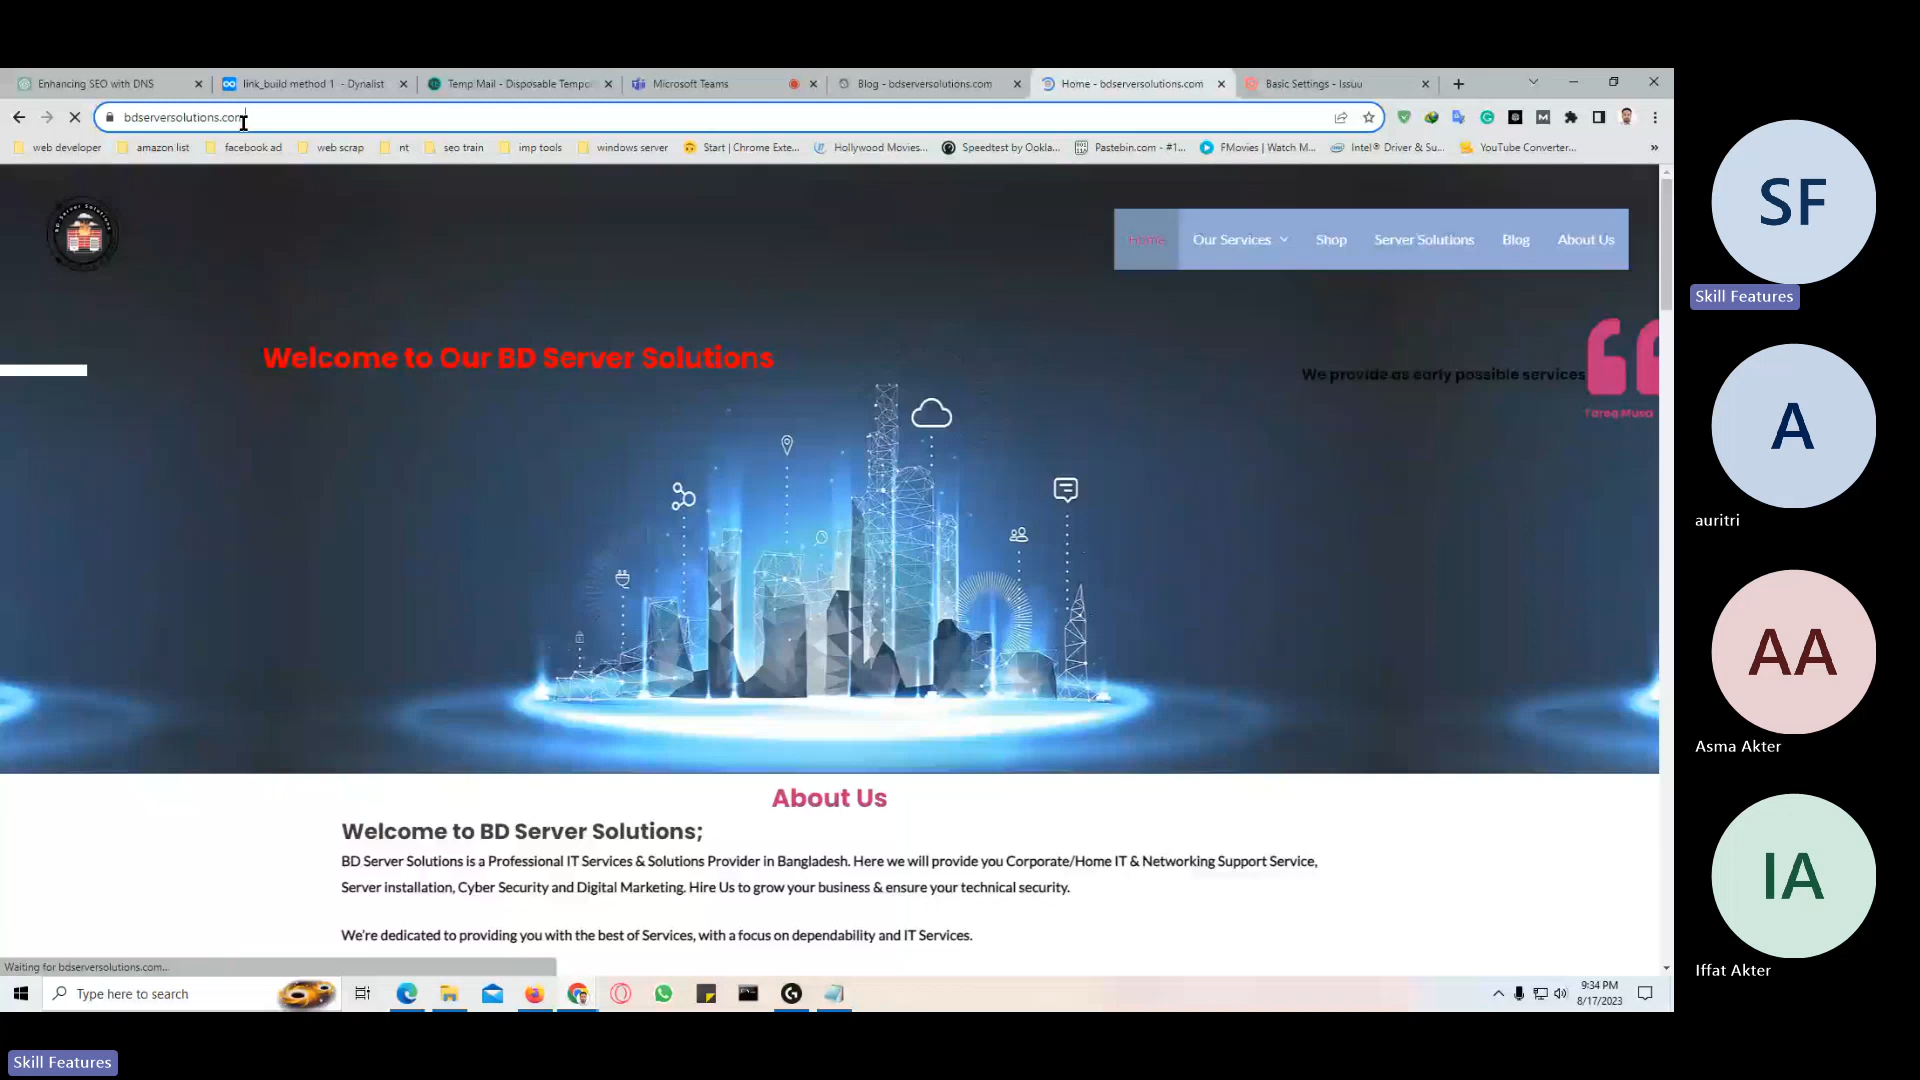 Enhancing SEO with DNS
link_build method 1 - Dynalist
Temp Mail - Disposable Tempo
Microsoft Teams
Blog - bdserversolutions.com
Home - bdserversolutions.com
Basic Settings - Issuu
bdserversolutions.com
web developer
amazon list
facebook ad
web scrap
nt
seo train
imp tools
windows server
Start | Chrome Exte...
Hollywood Movies...
Speedtest by Ookla...
Pastebin.com - #1...
FMovies | Watch M...
Intel® Driver & Su...
YouTube Converter...
BD Server Solutions
Home
Our Services
Shop
Server Solutions
Blog
About Us
Welcome to Our BD Server Solutions
We provide as early possible services
Tareq Musa
About Us
Welcome to BD Server Solutions;
BD Server Solutions is a Professional IT Services & Solutions Provider in Bangladesh. Here we will provide you Corporate/Home IT & Networking Support Service,
Server installation, Cyber Security and Digital Marketing. Hire Us to grow your business & ensure your technical security.
We're dedicated to providing you with the best of Services, with a focus on dependability and IT Services.
Waiting for bdserversolutions.com...
Type here to search
9:34 PM
8/17/2023
SF
Skill Features
A
auritri
AA
Asma Akter
IA
Iffat Akter
Skill Features